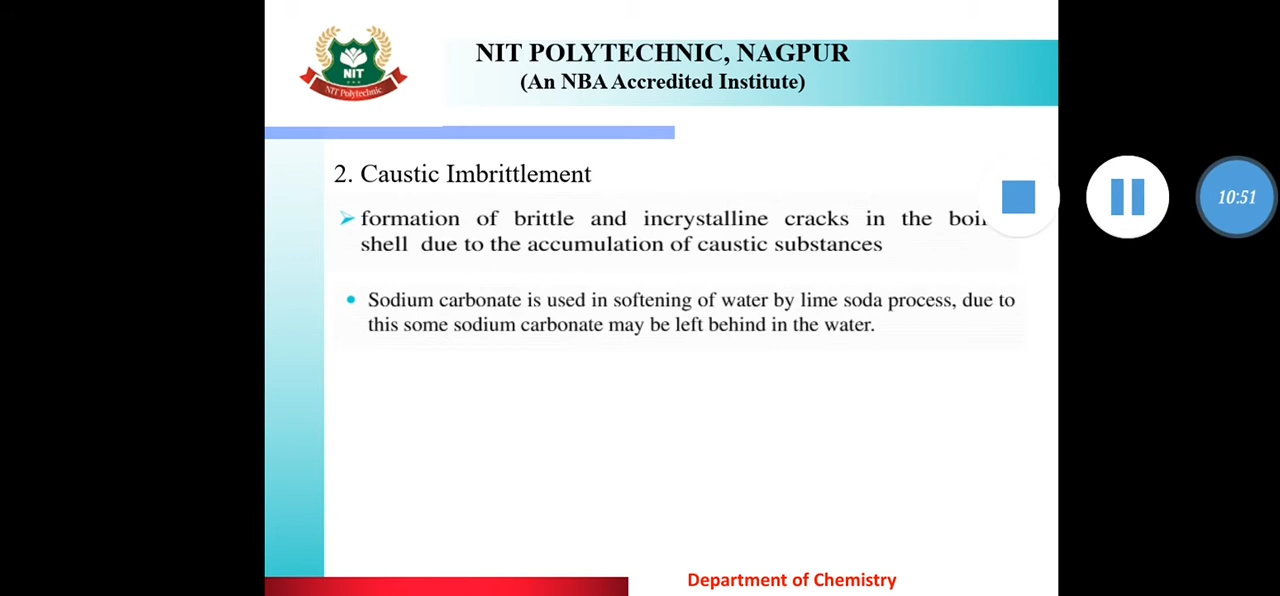 NIT POLYTECHNIC, NAGPUR
(An NBA Accredited Institute)
NIT
NIT Polytechnic
2. Caustic Imbrittlement
formation of brittle and incrystalline cracks in the
shell due to the accumulation of caustic substances
Sodium carbonate is used in softening of water by lime soda process, due to
this some sodium carbonate may be left behind in the water.
10:51
Department of Chemistry